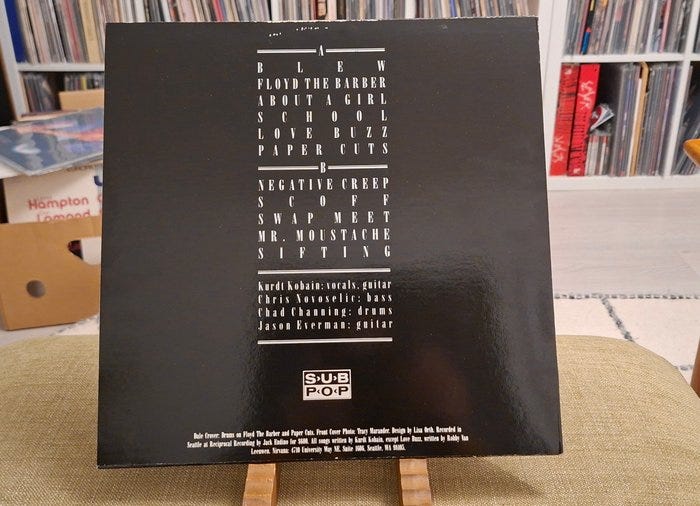 A
BLEW
FLOYD THE BARBER
ABOUT A GIRL
SCHOOL
LOVE BUZZ
PAPER CUTS
B
NEGATIVE CREEP
SCOFF
SWAP MEET
MR. MOUSTACHE
SIFTING
Kurdt Kobain: vocals, guitar
Chris Novoselic: bass
Chad Channing: drums
Jason Everman: guitar
SUB
POP
Dale Crover: Drums on Floyd The Barber and Paper Cuts. Front Cover Photo: Tracy Marander. Design by Lisa Orth. Recorded in
Seattle at Reciprocal Recording by Jack Endino for $600. All songs written by Kurdt Kobain, except Love Buzz, written by Robby Van
Leeuwen. Nirvana: 4710 University Way NE. Suite 1606, Seattle, WA 98105.
Hampton
Lomond